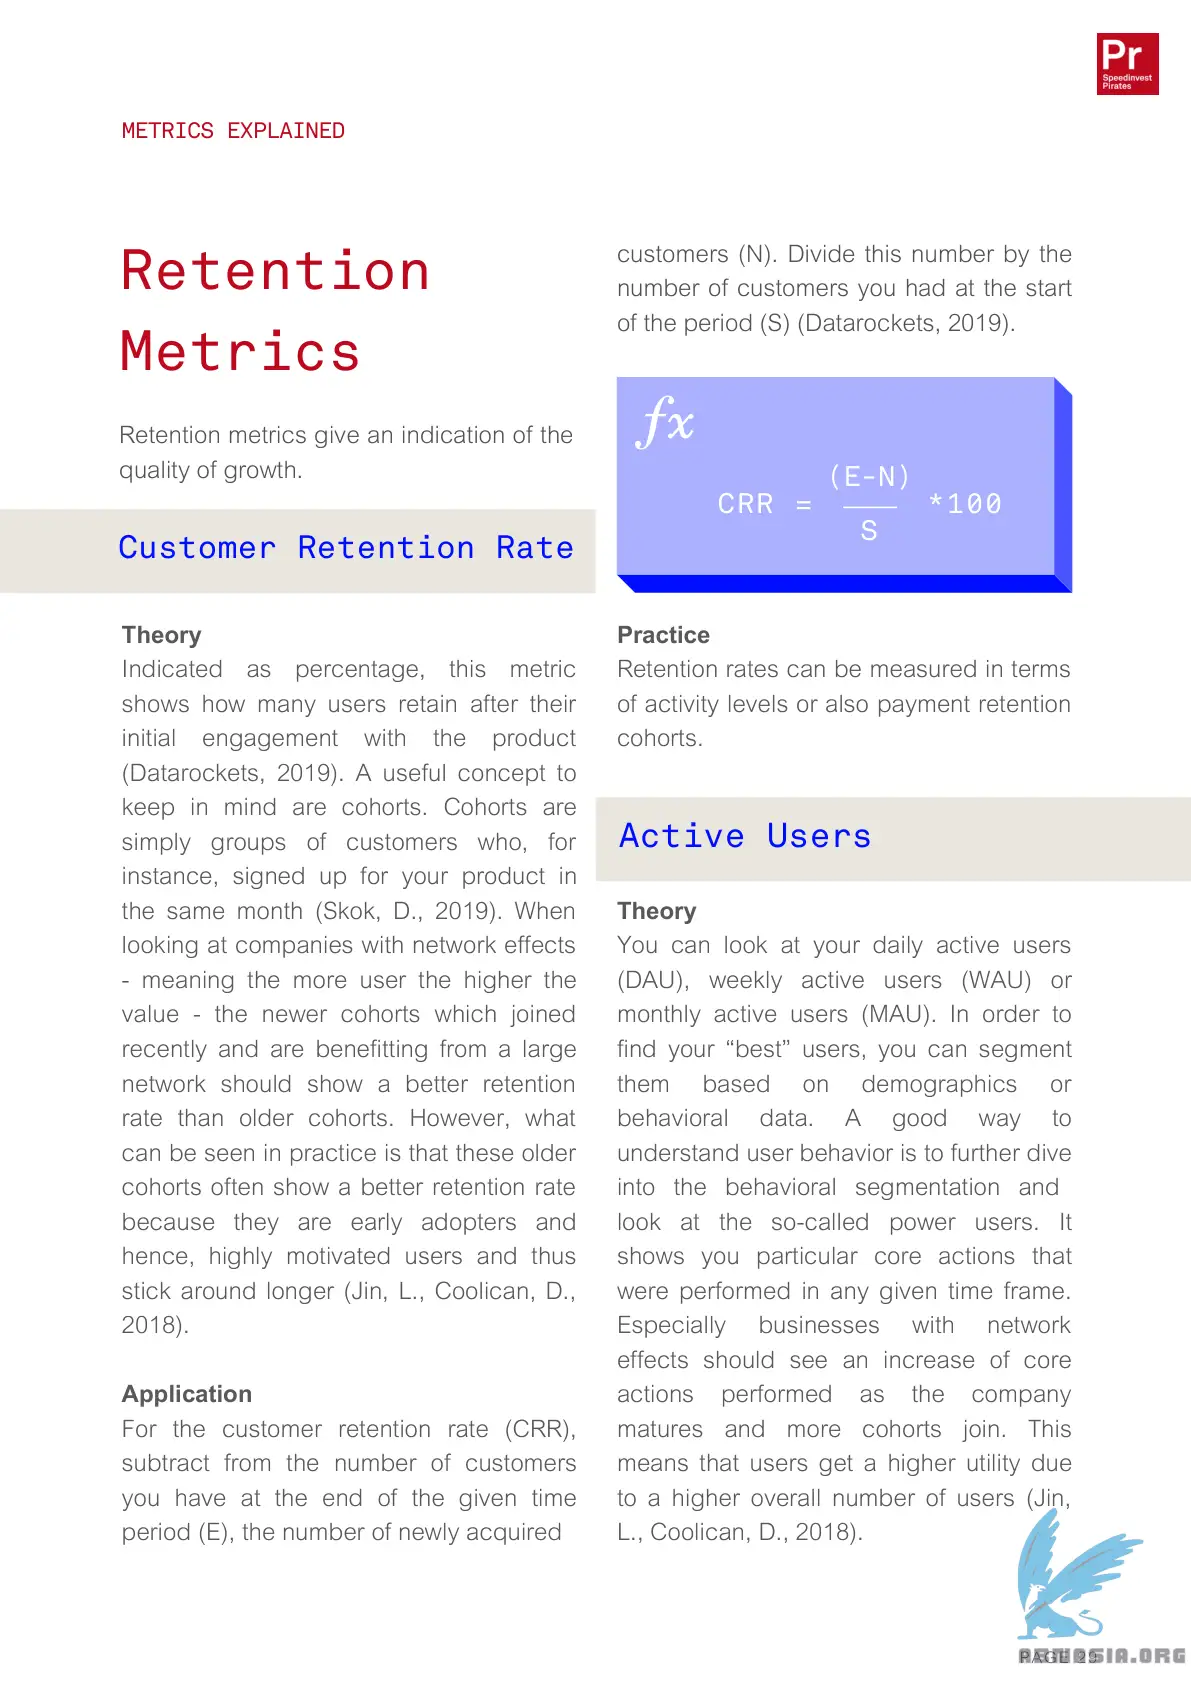 Pr
Speedinvest
Pirates
METRICS EXPLAINED
Retention
Metrics
Retention metrics give an indication of the
quality of growth.
Customer Retention Rate
Theory
Indicated as percentage, this metric
shows how many users retain after their
initial engagement with the product
(Datarockets, 2019). A useful concept to
keep in mind are cohorts. Cohorts are
simply groups of customers who, for
instance, signed up for your product in
the same month (Skok, D., 2019). When
looking at companies with network effects
- meaning the more user the higher the
value - the newer cohorts which joined
recently and are benefitting from a large
network should show a better retention
rate than older cohorts. However, what
can be seen in practice is that these older
cohorts often show a better retention rate
because they are early adopters and
hence, highly motivated users and thus
stick around longer (Jin, L., Coolican, D.,
2018).
Application
For the customer retention rate (CRR),
subtract from the number of customers
you have at the end of the given time
period (E), the number of newly acquired
customers (N). Divide this number by the
number of customers you had at the start
of the period (S) (Datarockets, 2019).
fx
(E-N)
CRR = *100
S
Practice
Retention rates can be measured in terms
of activity levels or also payment retention
cohorts.
Active Users
Theory
You can look at your daily active users
(DAU), weekly active users (WAU) or
monthly active users (MAU). In order to
find your “best” users, you can segment
them based on demographics or
behavioral data. A good way to
understand user behavior is to further dive
into the behavioral segmentation and
look at the so-called power users. It
shows you particular core actions that
were performed in any given time frame.
Especially businesses with network
effects should see an increase of core
actions performed as the company
matures and more cohorts join. This
means that users get a higher utility due
to a higher overall number of users (Jin,
L., Coolican, D., 2018).
PAGE